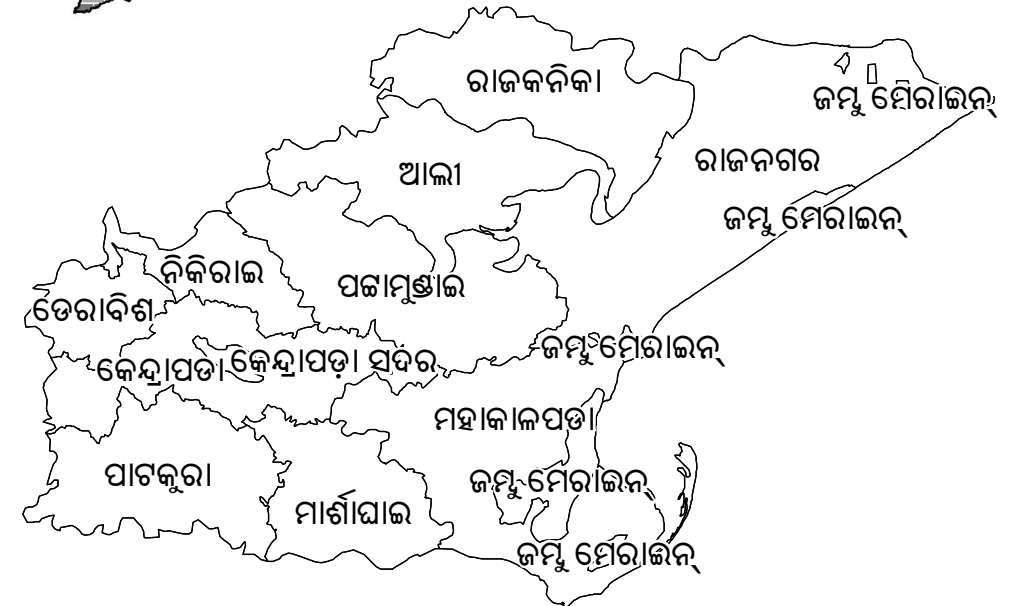 ରାଜକନିକା
ଜମ୍ୱୁ ମେରାଇନ୍
ରାଜନଗର
ଆଲୀ
ଜମ୍ୱୁ ମେରାଇନ୍
ନିକିରାଇ
ପଟ୍ଟାମୁଣ୍ଡାଇ
ଡେରାବିଶ
ଜମ୍ୱୁ ମେରାଇନ୍
କେନ୍ଦ୍ରାପଡା କେନ୍ଦ୍ରାପଡ଼ା ସଦର
ମହାକାଳପଡା
ପାଟକୁରା
ଜମ୍ୱୁ ମେରାଇନ୍
ମାର୍ଶାଘାଇ
ଜମ୍ୱୁ ମେରାଇନ୍